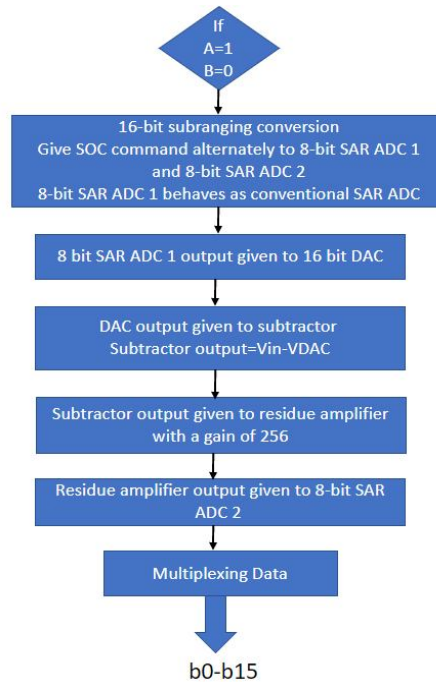 If
A=1
B=0
16-bit subranging conversion
Give SOC command alternately to 8-bit SAR ADC 1
and 8-bit SAR ADC 2
8-bit SAR ADC 1 behaves as conventional SAR ADC
8 bit SAR ADC 1 output given to 16 bit DAC
DAC output given to subtractor
Subtractor output=Vin-VDAC
Subtractor output given to residue amplifier
with a gain of 256
Residue amplifier output given to 8-bit SAR
ADC 2
Multiplexing Data
b0-b15